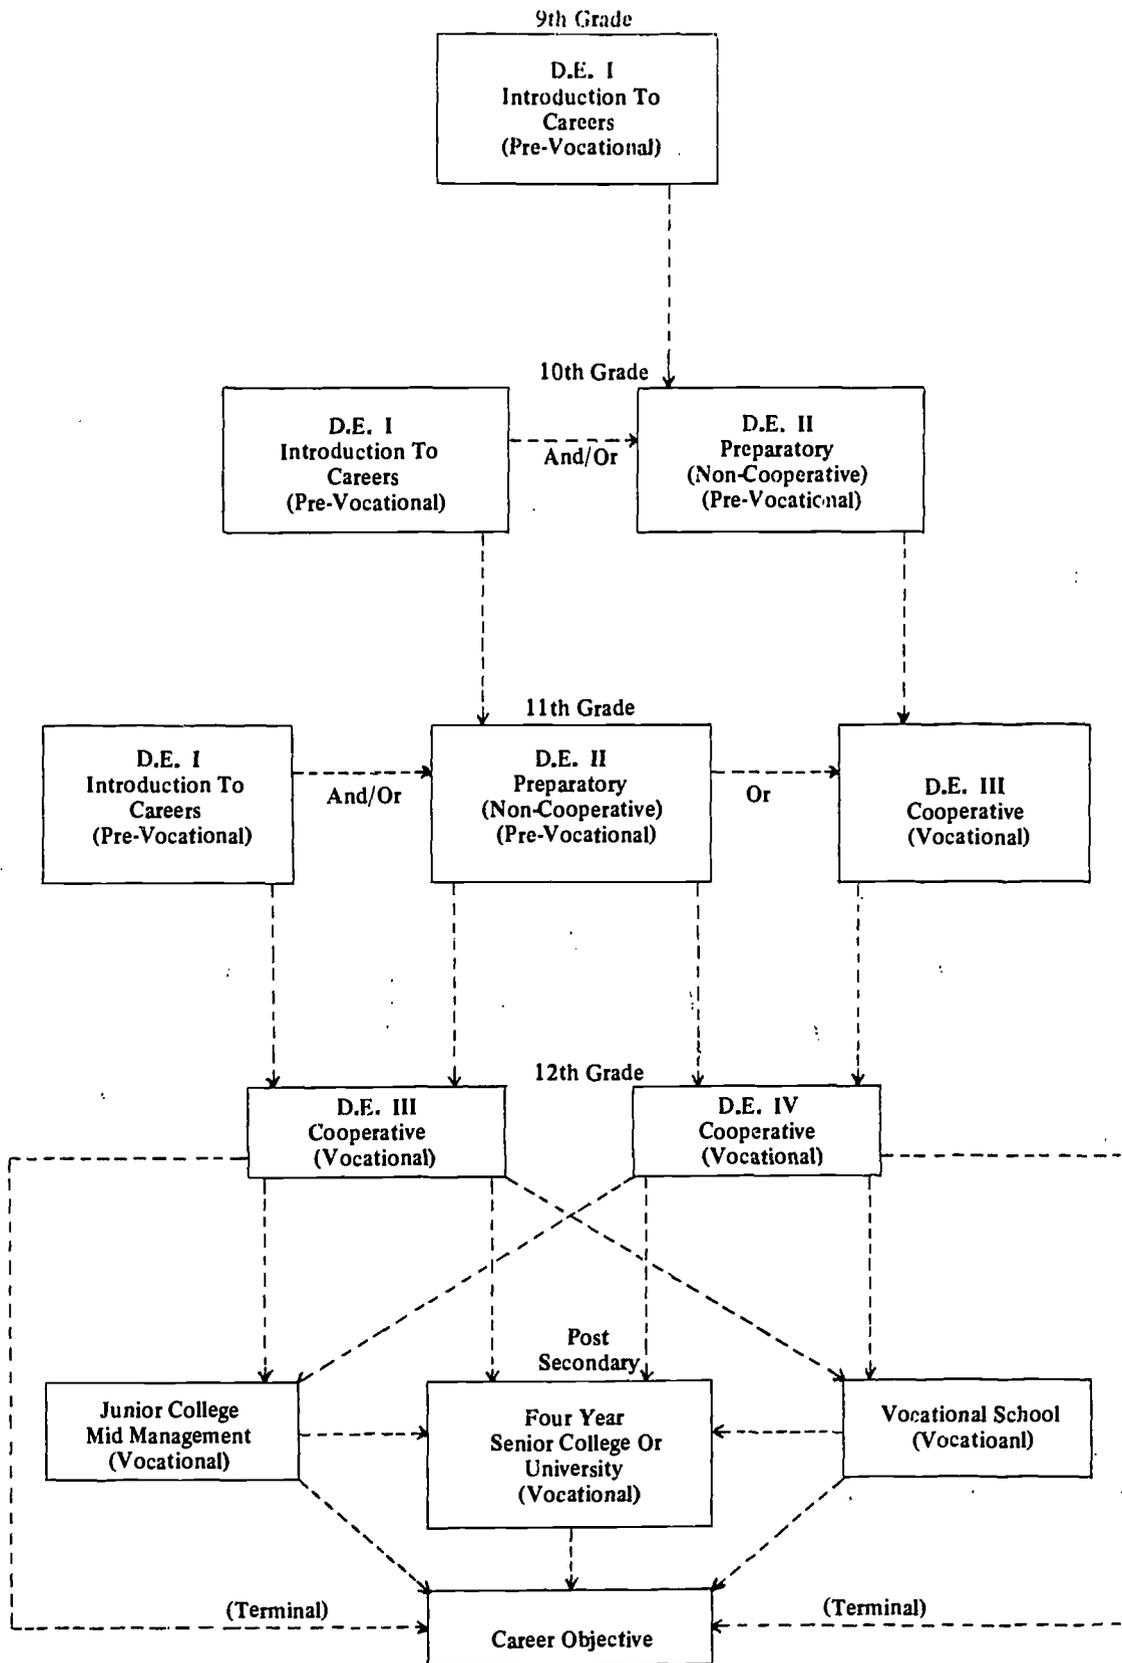 9th Grade
D.E. I
Introduction To
Careers
(Pre-Vocational)
10th Grade
D.E. I
Introduction To
Careers
(Pre-Vocational)
And/Or
D.E. II
Preparatory
(Non-Cooperative)
(Pre-Vocational)
11th Grade
D.E. I
Introduction To
Careers
(Pre-Vocational)
And/Or
D.E. II
Preparatory
(Non-Cooperative)
(Pre-Vocational)
Or
D.E. III
Cooperative
(Vocational)
12th Grade
D.E. III
Cooperative
(Vocational)
D.E. IV
Cooperative
(Vocational)
Post
Secondary
Junior College
Mid Management
(Vocational)
Four Year
Senior College Or
University
(Vocational)
Vocational School
(Vocatioanl)
(Terminal)
(Terminal)
Career Objective